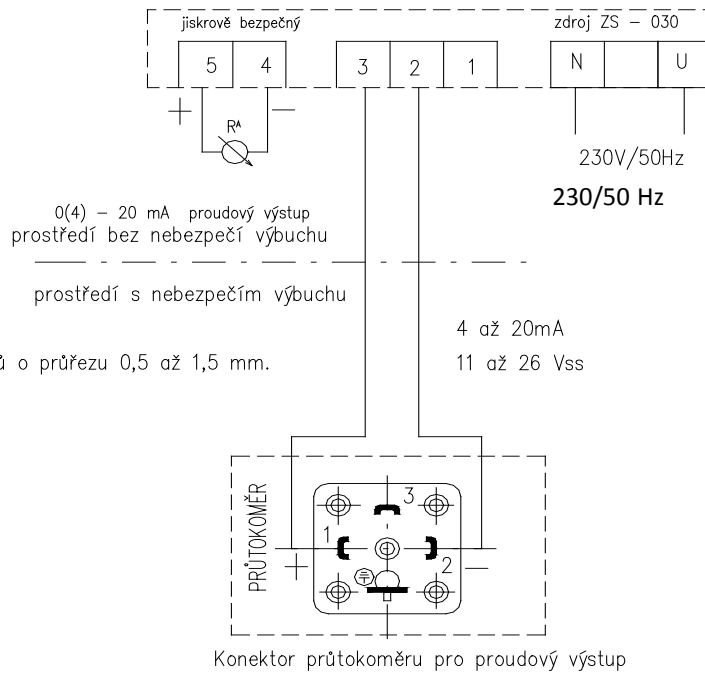 jiskrově bezpečný
zdroj ZS - 030
5 4 3 2 1 N U
+ −
RA
230V/50Hz
230/50 Hz
0(4) - 20 mA proudový výstup
prostředí bez nebezpečí výbuchu
prostředí s nebezpečím výbuchu
4 až 20mA
ů o průřezu 0,5 až 1,5 mm.
11 až 26 Vss
PRŮTOKOMĚR
3
1
+
2 −
Konektor průtokoměru pro proudový výstup